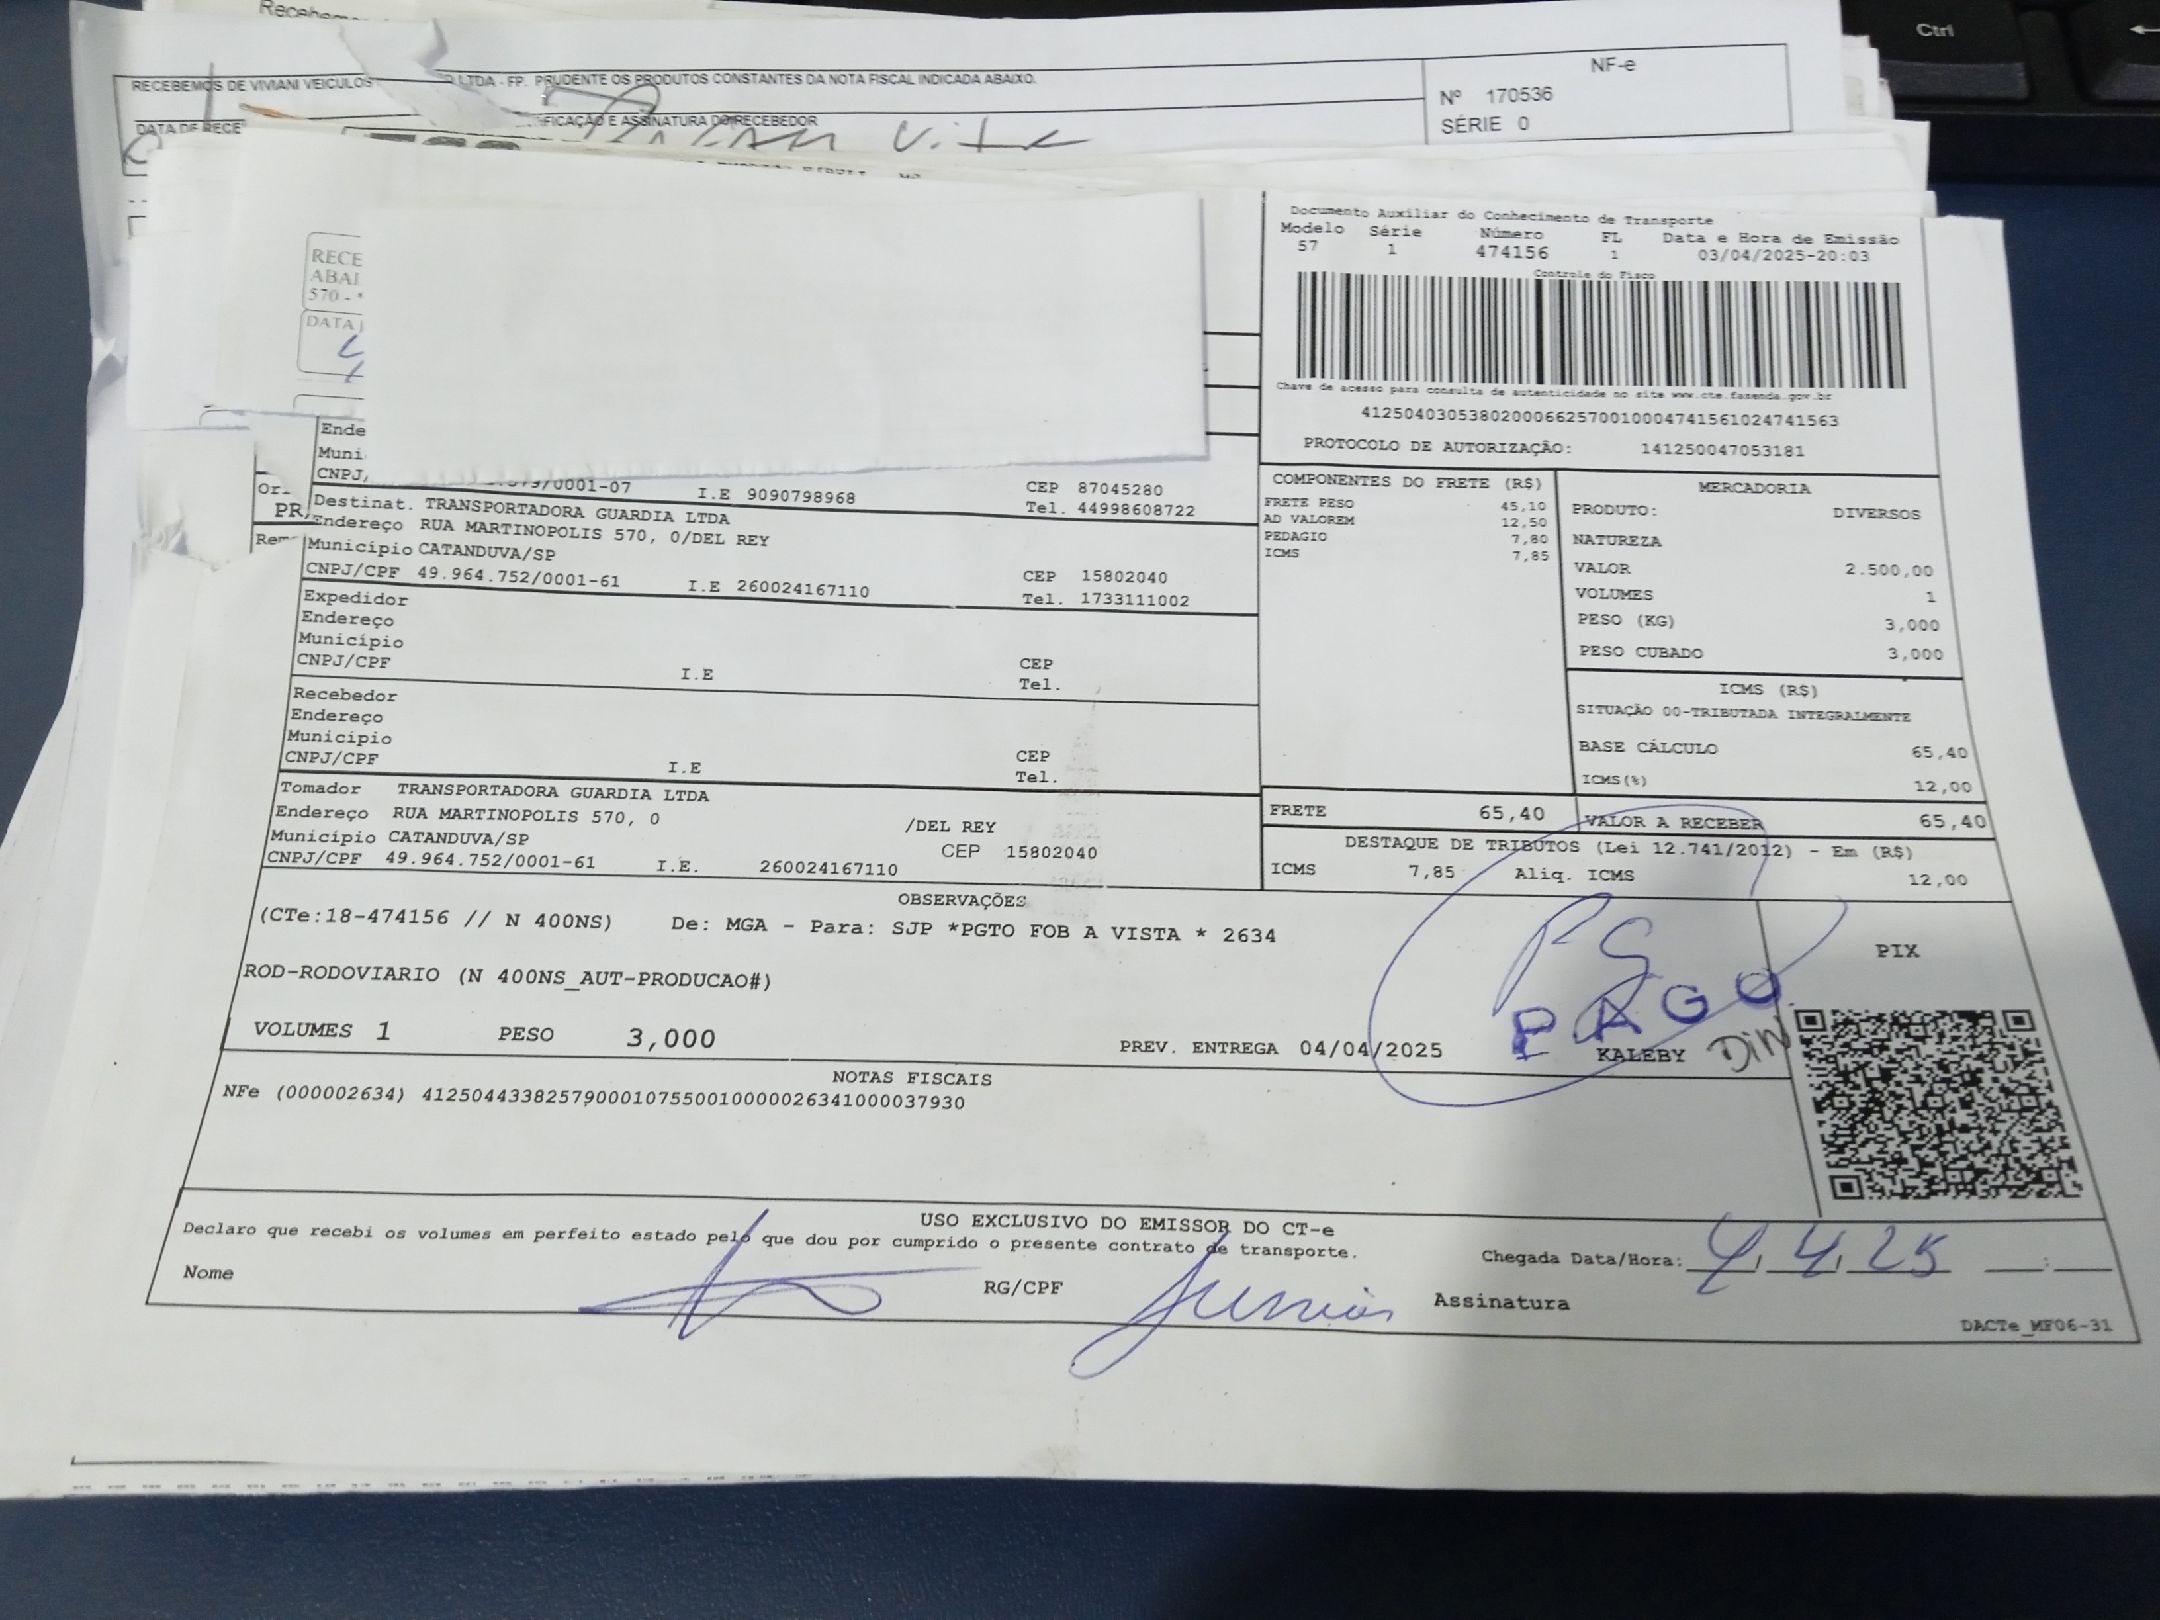 RECEBEMOS DE VIVIANI VEICULOS LTDA - FP. PRUDENTE OS PRODUTOS CONSTANTES DA NOTA FISCAL INDICADA ABAIXO.
NF-e
Nº 170536
SÉRIE 0
DATA DE RECE FICAÇÃO E ASSINATURA DO RECEBEDOR
RECE
ABAI
570 -
DATA
Documento Auxiliar do Conhecimento de Transporte
Modelo Série Número FL Data e Hora de Emissão
57 1 474156 1 03/04/2025-20:03
Controle do Fisco
Chave de acesso para consulta de autenticidade no site www.cte.fazenda.gov.br
41250403053802000662570010004741561024741563
PROTOCOLO DE AUTORIZAÇÃO: 141250047053181
Ende
Muni
CNPJ/ /0001-07 I.E 9090798968 CEP 87045280
Tel. 44998608722
Destinat. TRANSPORTADORA GUARDIA LTDA
Endereço RUA MARTINOPOLIS 570, 0/DEL REY
Município CATANDUVA/SP CEP 15802040
CNPJ/CPF 49.964.752/0001-61 I.E 260024167110 Tel. 1733111002
Expedidor
Endereço
Município CEP
CNPJ/CPF I.E Tel.
Recebedor
Endereço
Município CEP
CNPJ/CPF I.E Tel.
Tomador TRANSPORTADORA GUARDIA LTDA
Endereço RUA MARTINOPOLIS 570, 0 /DEL REY
Município CATANDUVA/SP CEP 15802040
CNPJ/CPF 49.964.752/0001-61 I.E. 260024167110
COMPONENTES DO FRETE (R$)
FRETE PESO 45,10
AD VALOREM 12,50
PEDAGIO 7,80
ICMS 7,85
MERCADORIA
PRODUTO: DIVERSOS
NATUREZA
VALOR 2.500,00
VOLUMES 1
PESO (KG) 3,000
PESO CUBADO 3,000
ICMS (R$)
SITUAÇÃO 00-TRIBUTADA INTEGRALMENTE
BASE CÁLCULO 65,40
ICMS(%) 12,00
FRETE 65,40 VALOR A RECEBER 65,40
DESTAQUE DE TRIBUTOS (Lei 12.741/2012) - Em (R$)
ICMS 7,85 Aliq. ICMS 12,00
OBSERVAÇÕES
(CTe:18-474156 // N 400NS) De: MGA - Para: SJP *PGTO FOB A VISTA * 2634
ROD-RODOVIARIO (N 400NS_AUT-PRODUCAO#)
PIX
PAGO
DIN
VOLUMES 1 PESO 3,000 PREV. ENTREGA 04/04/2025 KALEBY
NOTAS FISCAIS
NFe (000002634) 41250443382579000107550010000026341000037930
USO EXCLUSIVO DO EMISSOR DO CT-e
Declaro que recebi os volumes em perfeito estado pelo que dou por cumprido o presente contrato de transporte.
Chegada Data/Hora: 4/4/25
Nome RG/CPF Assinatura
DACTe_MF06-31
Ctrl